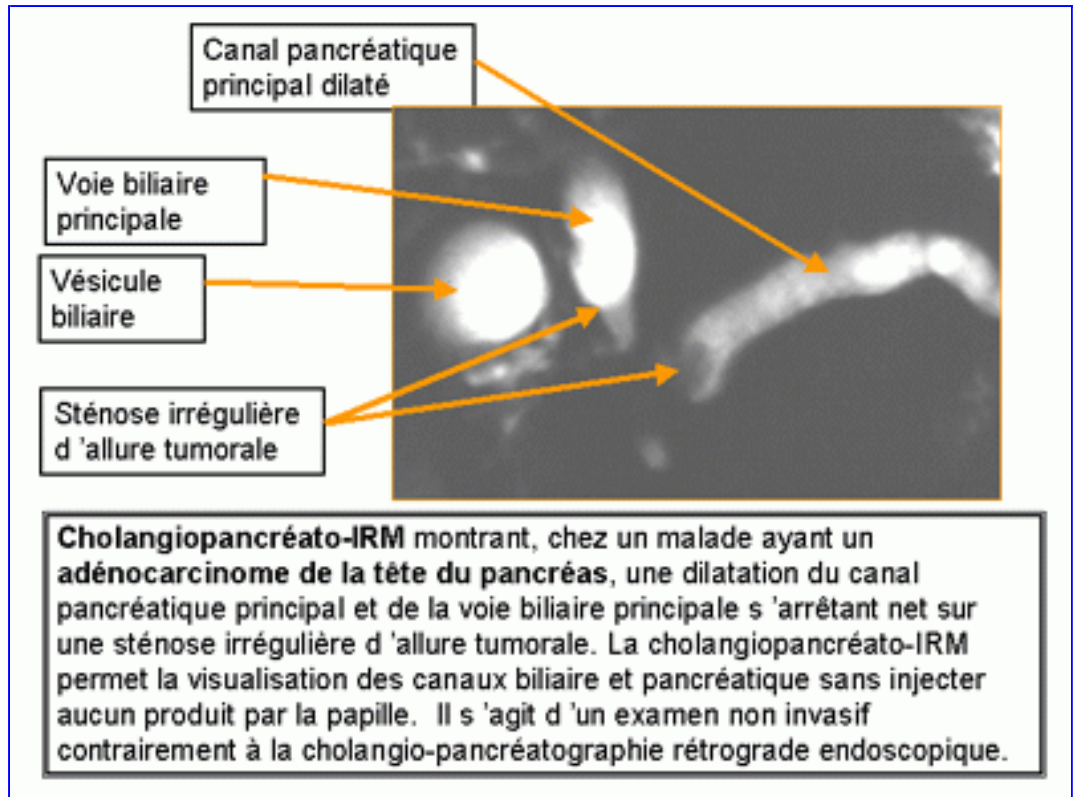 Canal pancréatique
principal dilaté
Voie biliaire
principale
Vésicule
biliaire
Sténose irrégulière
d 'allure tumorale
Cholangiopancréato-IRM montrant, chez un malade ayant un
adénocarcinome de la tête du pancréas, une dilatation du canal
pancréatique principal et de la voie biliaire principale s 'arrêtant net sur
une sténose irrégulière d 'allure tumorale. La cholangiopancréato-IRM
permet la visualisation des canaux biliaire et pancréatique sans injecter
aucun produit par la papille. Il s 'agit d 'un examen non invasif
contrairement à la cholangio-pancréatographie rétrograde endoscopique.